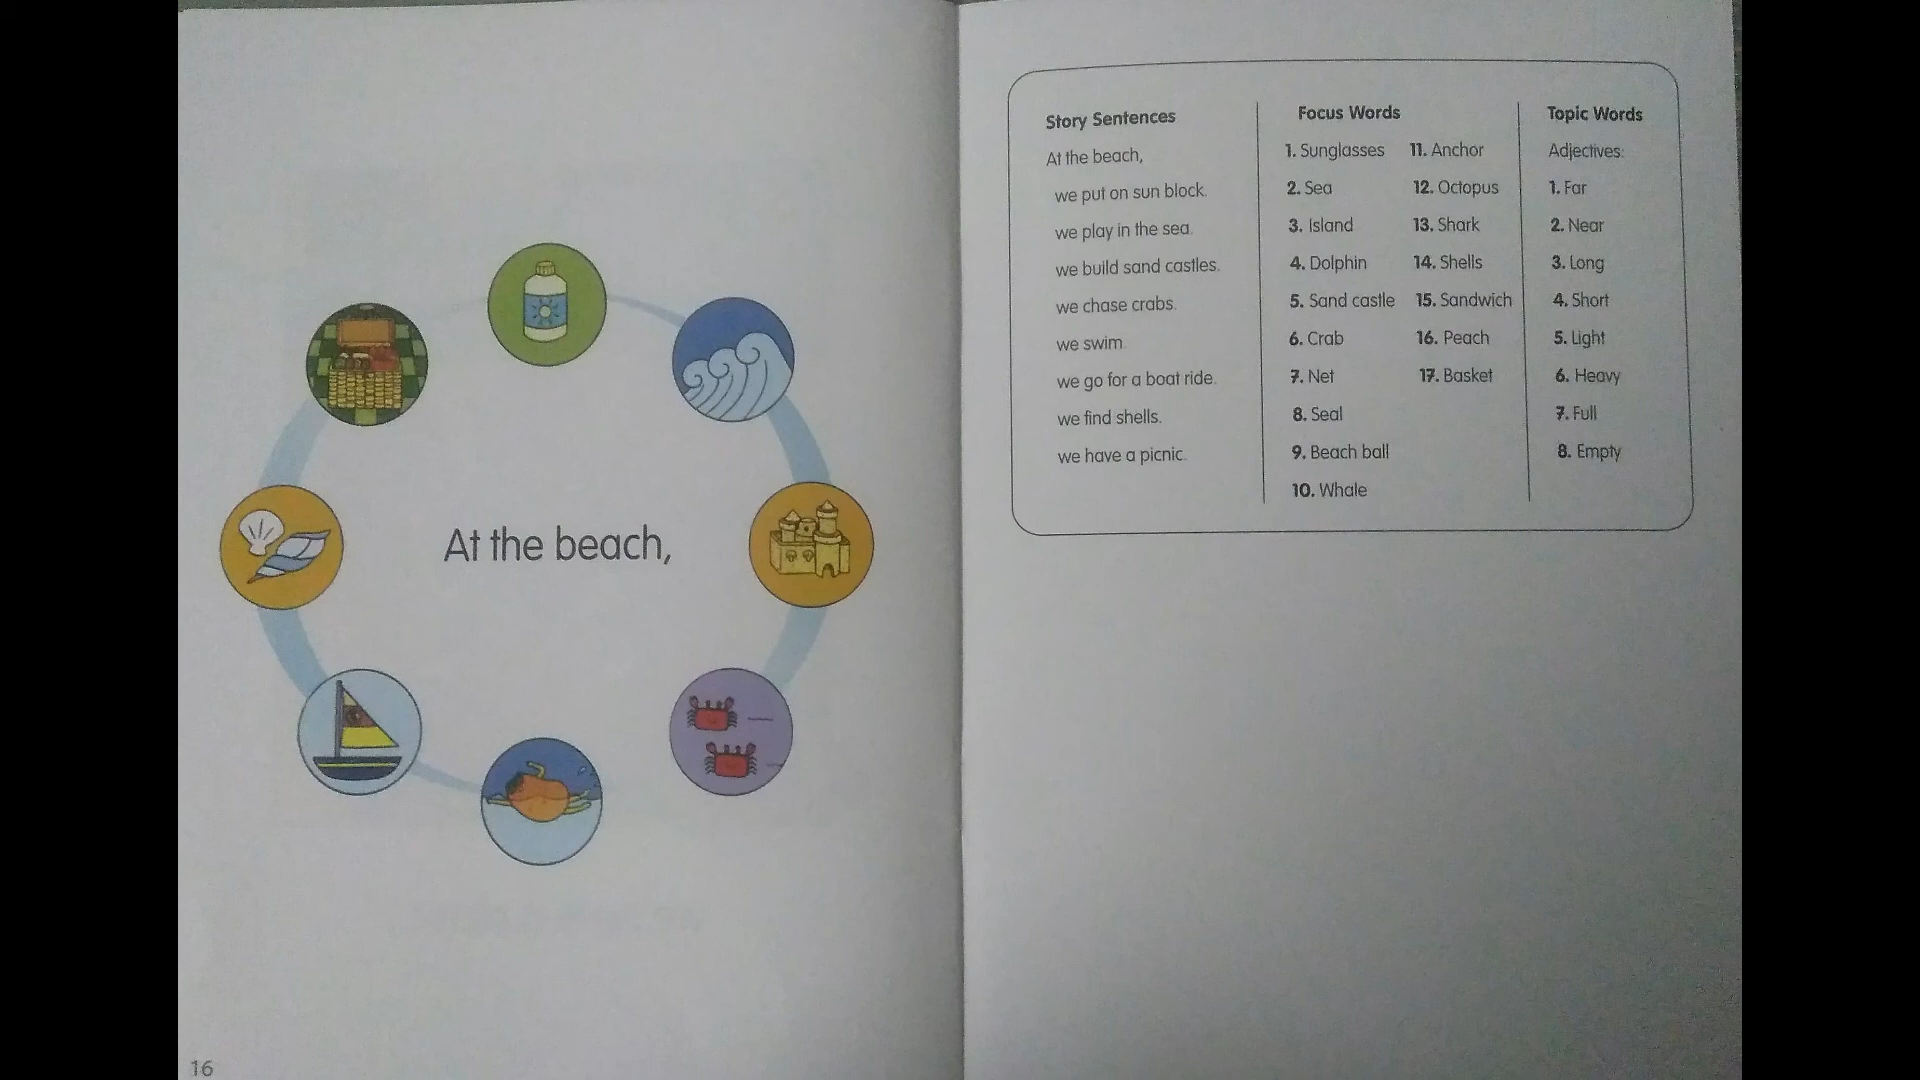 At the beach,
16
Story Sentences
At the beach,
we put on sun block.
we play in the sea.
we build sand castles.
we chase crabs.
we swim.
we go for a boat ride.
we find shells.
we have a picnic.
Focus Words
1. Sunglasses
2. Sea
3. Island
4. Dolphin
5. Sand castle
6. Crab
7. Net
8. Seal
9. Beach ball
10. Whale
11. Anchor
12. Octopus
13. Shark
14. Shells
15. Sandwich
16. Peach
17. Basket
Topic Words
Adjectives:
1. Far
2. Near
3. Long
4. Short
5. Light
6. Heavy
7. Full
8. Empty